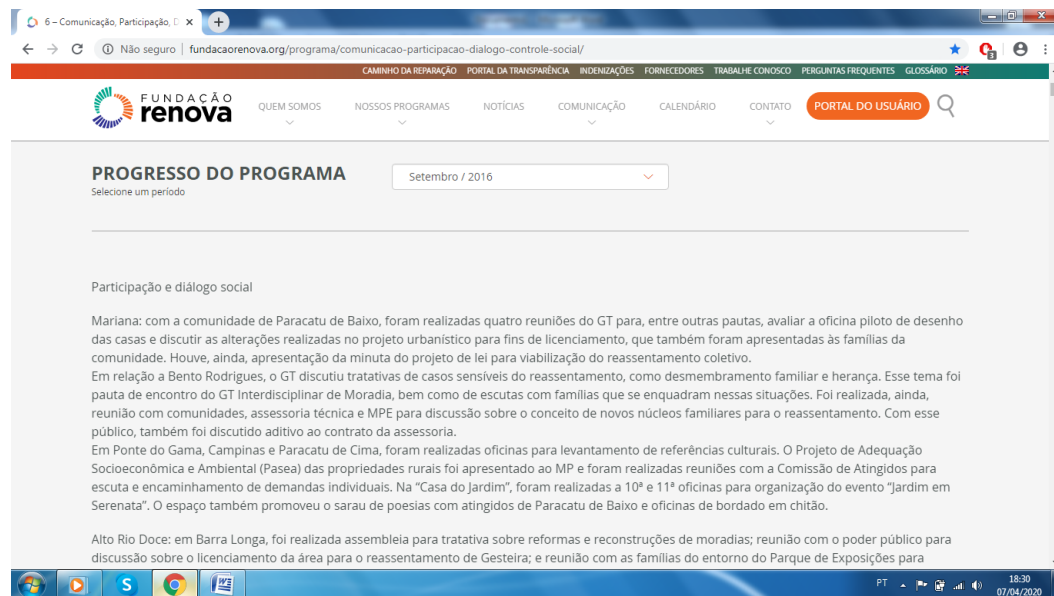 6 – Comunicação, Participação, D
Não seguro | fundacaorenova.org/programa/comunicacao-participacao-dialogo-controle-social/
CAMINHO DA REPARAÇÃO PORTAL DA TRANSPARÊNCIA INDENIZAÇÕES FORNECEDORES TRABALHE CONOSCO PERGUNTAS FREQUENTES GLOSSÁRIO
FUNDAÇÃO
renova
QUEM SOMOS NOSSOS PROGRAMAS NOTÍCIAS COMUNICAÇÃO CALENDÁRIO CONTATO PORTAL DO USUÁRIO
PROGRESSO DO PROGRAMA
Selecione um período
Setembro / 2016
Participação e diálogo social
Mariana: com a comunidade de Paracatu de Baixo, foram realizadas quatro reuniões do GT para, entre outras pautas, avaliar a oficina piloto de desenho
das casas e discutir as alterações realizadas no projeto urbanístico para fins de licenciamento, que também foram apresentadas às famílias da
comunidade. Houve, ainda, apresentação da minuta do projeto de lei para viabilização do reassentamento coletivo.
Em relação a Bento Rodrigues, o GT discutiu tratativas de casos sensíveis do reassentamento, como desmembramento familiar e herança. Esse tema foi
pauta de encontro do GT Interdisciplinar de Moradia, bem como de escutas com famílias que se enquadram nessas situações. Foi realizada, ainda,
reunião com comunidades, assessoria técnica e MPE para discussão sobre o conceito de novos núcleos familiares para o reassentamento. Com esse
público, também foi discutido aditivo ao contrato da assessoria.
Em Ponte do Gama, Campinas e Paracatu de Cima, foram realizadas oficinas para levantamento de referências culturais. O Projeto de Adequação
Socioeconômica e Ambiental (Pasea) das propriedades rurais foi apresentado ao MP e foram realizadas reuniões com a Comissão de Atingidos para
escuta e encaminhamento de demandas individuais. Na “Casa do Jardim”, foram realizadas a 10ª e 11ª oficinas para organização do evento “Jardim em
Serenata”. O espaço também promoveu o sarau de poesias com atingidos de Paracatu de Baixo e oficinas de bordado em chitão.
Alto Rio Doce: em Barra Longa, foi realizada assembleia para tratativa sobre reformas e reconstruções de moradias; reunião com o poder público para
discussão sobre o licenciamento da área para o reassentamento de Gesteira; e reunião com as famílias do entorno do Parque de Exposições para
PT 18:30
07/04/2020